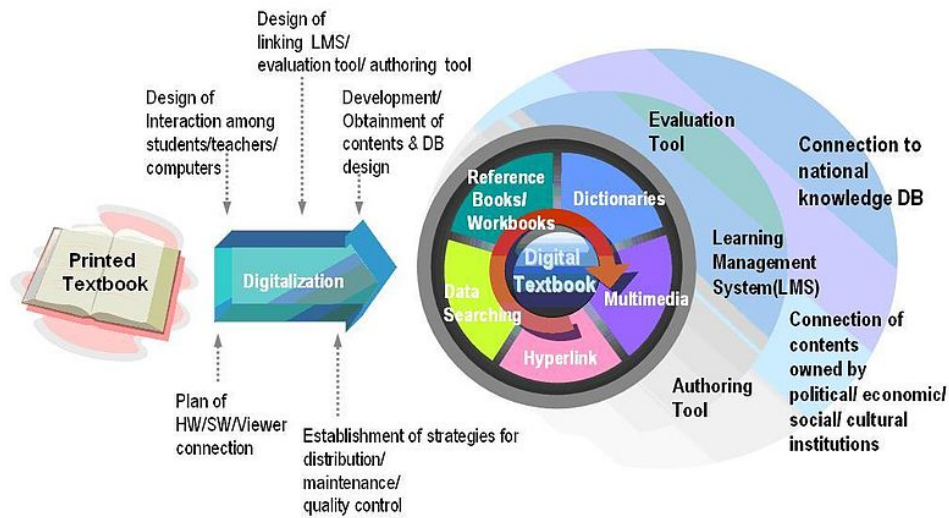 Design of
linking LMS/
evaluation tool/ authoring tool
Design of
Interaction among
students/teachers/
computers
Development/
Obtainment of
contents & DB
design
Printed
Textbook
Digitalization
Plan of
HW/SW/Viewer
connection
Establishment of strategies for
distribution/
maintenance/
quality control
Reference
Books/
Workbooks
Dictionaries
Digital
Textbook
Data
Searching
Multimedia
Hyperlink
Evaluation
Tool
Learning
Management
System(LMS)
Authoring
Tool
Connection to
national
knowledge DB
Connection of
contents
owned by
political/ economic/
social/ cultural
institutions